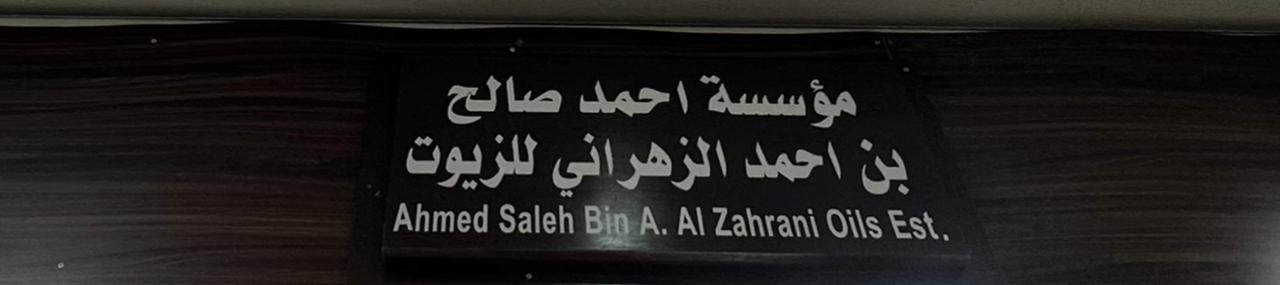 مؤسسة احمد صالح
بن احمد الزهراني للزيوت
Ahmed Saleh Bin A. Al Zahrani Oils Est.